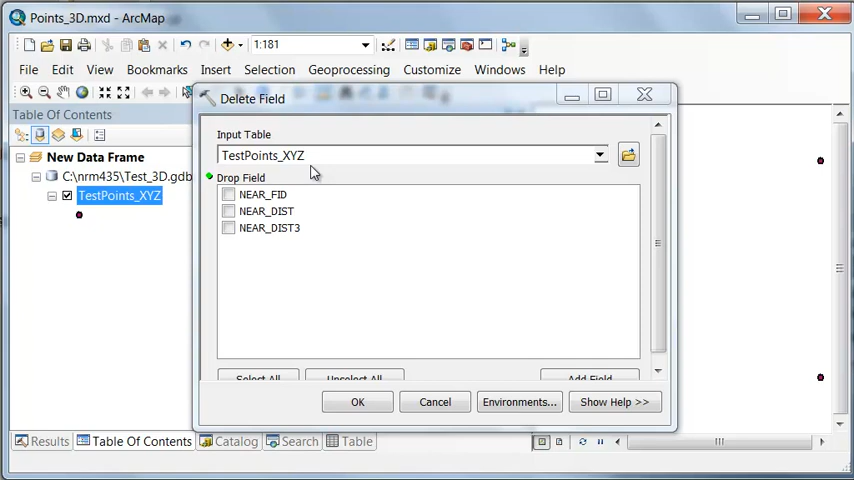 Points_3D.mxd - ArcMap
1:181
File Edit View Bookmarks Insert Selection Geoprocessing Customize Windows Help
Delete Field
Table Of Contents
Input Table
New Data Frame
TestPoints_XYZ
C:\nrm435\Test_3D.gdb
Drop Field
TestPoints_XYZ
NEAR_FID
NEAR_DIST
NEAR_DIST3
Select All Unselect All Add Field
OK Cancel Environments... Show Help >>
Results Table Of Contents Catalog Search Table